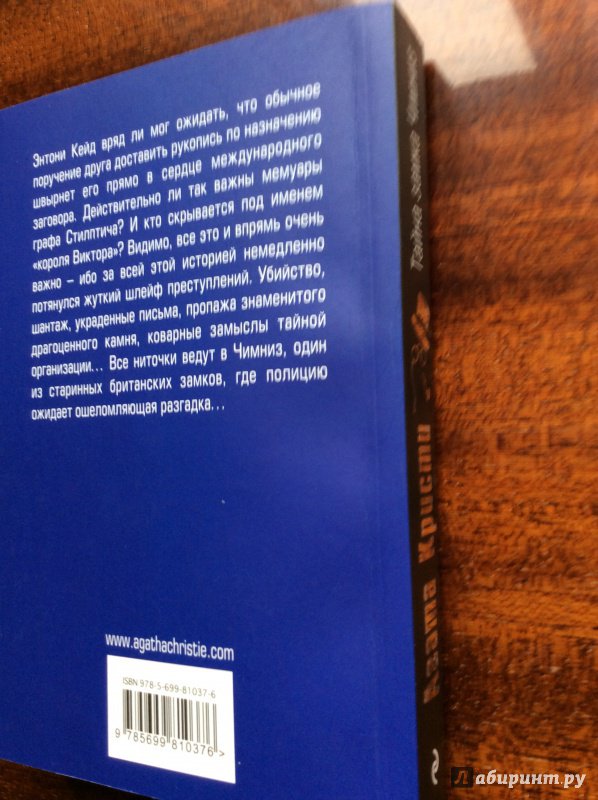 Энтони Кейд вряд ли мог ожидать, что обычное
поручение друга доставить рукопись по назначению
швырнет его прямо в сердце международного
заговора. Действительно ли так важны мемуары
графа Стилптича? И кто скрывается под именем
«короля Виктора»? Видимо, все это и впрямь очень
важно – ибо за всей этой историей немедленно
потянулся жуткий шлейф преступлений. Убийство,
шантаж, украденные письма, пропажа знаменитого
драгоценного камня, коварные замыслы тайной
организации... Все ниточки ведут в Чимниз, один
из старинных британских замков, где полицию
ожидает ошеломляющая разгадка...
www.agathachristie.com
ISBN 978-5-699-81037-6
9 785699 810376 >
Агата Кристи
Тайна замка Чимниз
Лабиринт.ру